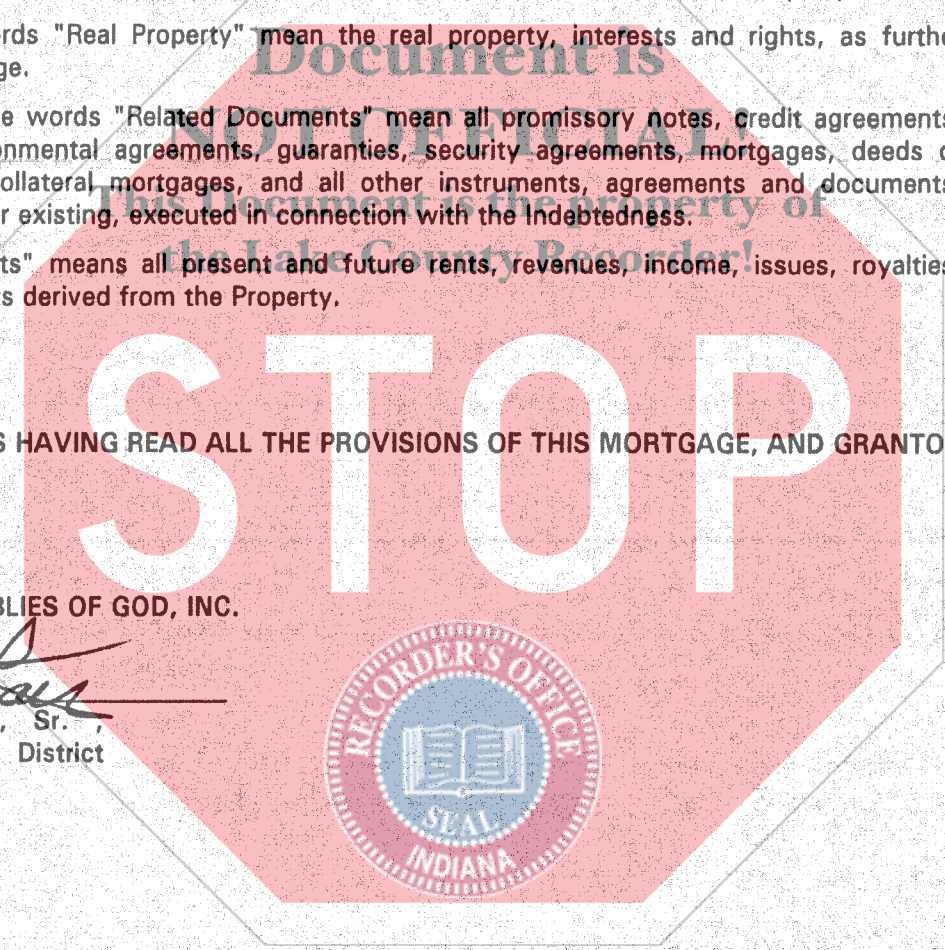 rds "Real Property" mean the real property, interests and rights, as furthe
ge.
Document is
e words "Related Documents" mean all promissory notes, credit agreements
NOT OFFICIAL!
onmental agreements, guaranties, security agreements, mortgages, deeds o
ollateral mortgages, and all other instruments, agreements and documents
This Document is the property of
r existing, executed in connection with the Indebtedness.
the Lake County Recorder!
ts" means all present and future rents, revenues, income, issues, royalties
ts derived from the Property.
STOP
S HAVING READ ALL THE PROVISIONS OF THIS MORTGAGE, AND GRANTO
BLIES OF GOD, INC.
, Sr. ,
District
RECORDER'S OFFICE
SEAL
INDIANA